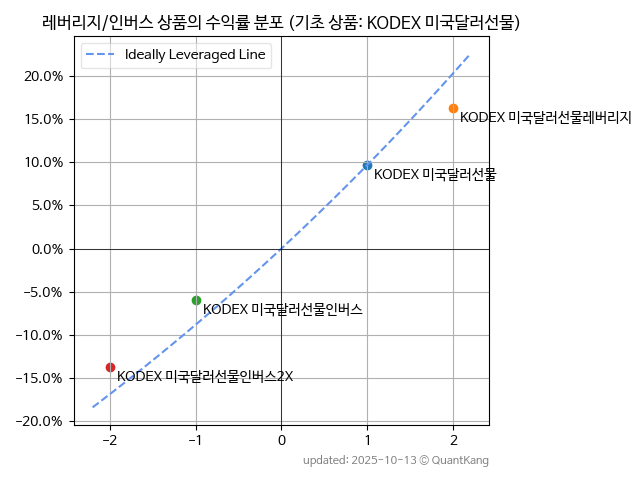 레버리지/인버스 상품의 수익률 분포 (기초 상품: KODEX 미국달러선물)
Ideally Leveraged Line
20.0%
15.0%
10.0%
5.0%
0.0%
−5.0%
−10.0%
−15.0%
−20.0%
KODEX 미국달러선물레버리지
KODEX 미국달러선물
KODEX 미국달러선물인버스
KODEX 미국달러선물인버스2X
−2 −1 0 1 2
updated: 2025-10-13 © QuantKang